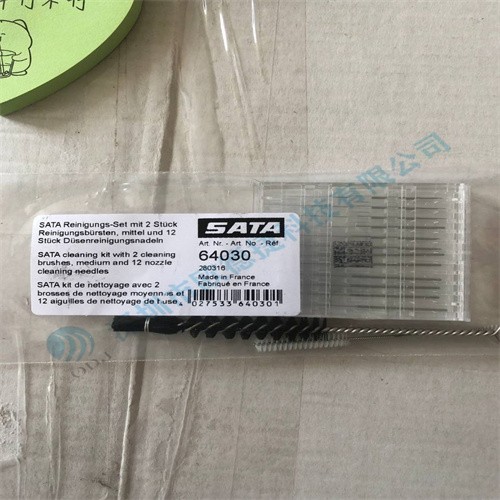 SATA Reinigungs-Set mit 2 Stück
Reinigungsbürsten, mittel und 12
Stück Düsenreinigungsnadeln
SATA cleaning kit with 2 cleaning
brushes, medium and 12 nozzle
cleaning needles
SATA kit de nettoyage avec 2
brosses de nettoyage moyennes et
12 aiguilles de nettoyage de buse
SATA
Art. Nr. - Art. No. - Réf.
64030
280316
Made in France
Fabriqué en France
4 027533 640301